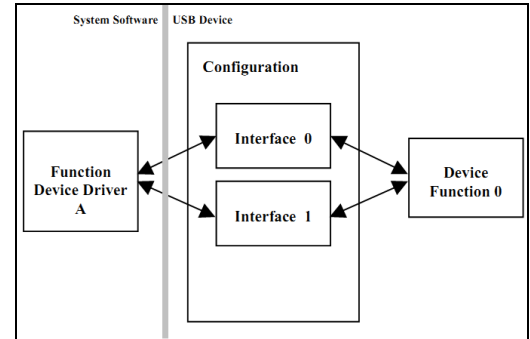 System Software
USB Device
Configuration
Interface 0
Interface 1
Function
Device Driver
A
Device
Function 0